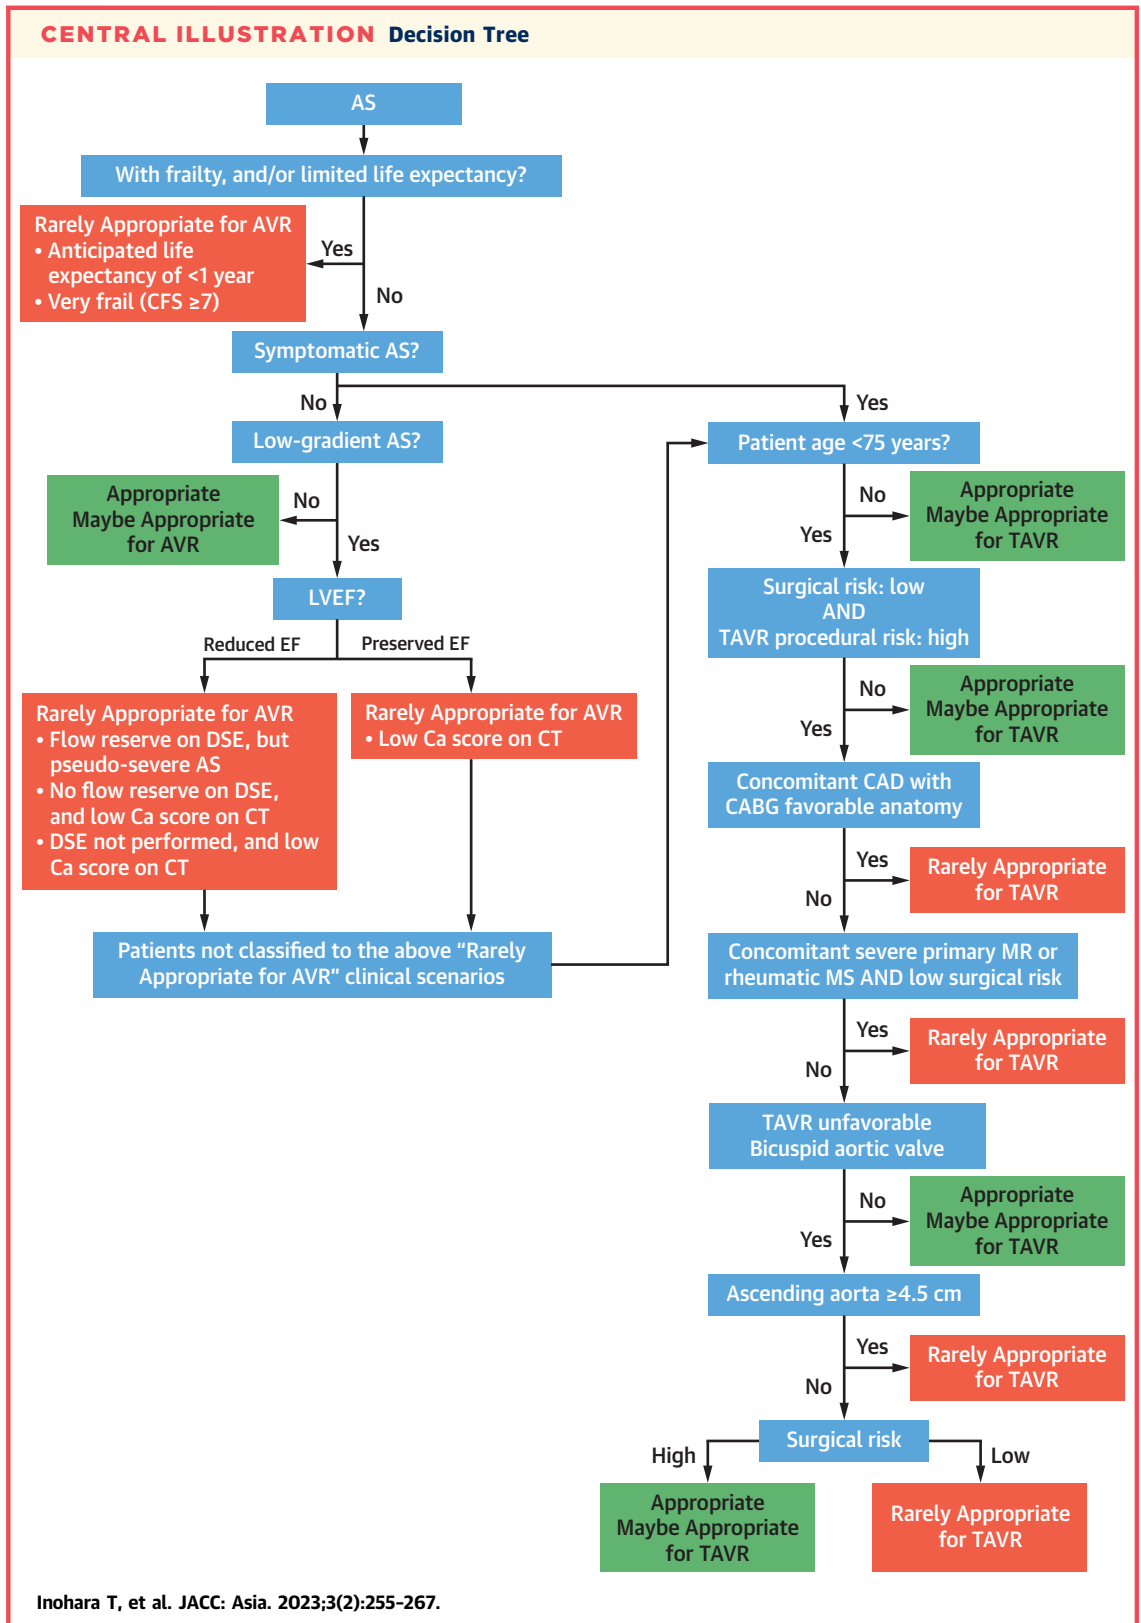 CENTRAL ILLUSTRATION Decision Tree
AS
With frailty, and/or limited life expectancy?
Rarely Appropriate for AVR
• Anticipated life
expectancy of <1 year
• Very frail (CFS ≥7)
Yes
No
Symptomatic AS?
No
Yes
Low-gradient AS?
Appropriate
Maybe Appropriate
for AVR
No
Yes
LVEF?
Reduced EF
Preserved EF
Rarely Appropriate for AVR
• Flow reserve on DSE, but
pseudo-severe AS
• No flow reserve on DSE,
and low Ca score on CT
• DSE not performed, and low
Ca score on CT
Rarely Appropriate for AVR
• Low Ca score on CT
Patients not classified to the above "Rarely
Appropriate for AVR" clinical scenarios
Patient age <75 years?
No
Yes
Appropriate
Maybe Appropriate
for TAVR
Surgical risk: low
AND
TAVR procedural risk: high
No
Yes
Appropriate
Maybe Appropriate
for TAVR
Concomitant CAD with
CABG favorable anatomy
Yes
No
Rarely Appropriate
for TAVR
Concomitant severe primary MR or
rheumatic MS AND low surgical risk
Yes
No
Rarely Appropriate
for TAVR
TAVR unfavorable
Bicuspid aortic valve
No
Yes
Appropriate
Maybe Appropriate
for TAVR
Ascending aorta ≥4.5 cm
Yes
No
Rarely Appropriate
for TAVR
Surgical risk
High
Low
Appropriate
Maybe Appropriate
for TAVR
Rarely Appropriate
for TAVR
Inohara T, et al. JACC: Asia. 2023;3(2):255–267.